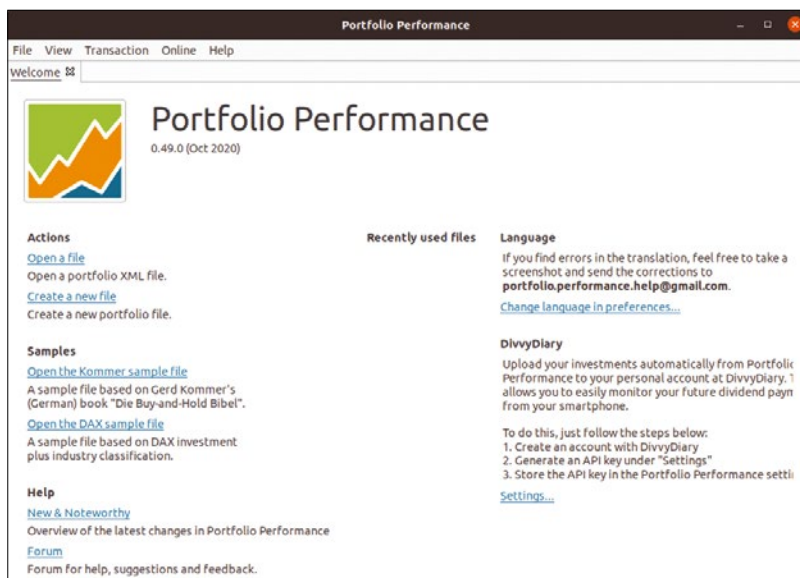 Portfolio Performance
File View Transaction Online Help
Welcome
Portfolio Performance
0.49.0 (Oct 2020)
Actions
Open a file
Open a portfolio XML file.
Create a new file
Create a new portfolio file.
Samples
Open the Kommer sample file
A sample file based on Gerd Kommer's
(German) book "Die Buy-and-Hold Bibel".
Open the DAX sample file
A sample file based on DAX investment
plus industry classification.
Help
New & Noteworthy
Overview of the latest changes in Portfolio Performance
Forum
Forum for help, suggestions and feedback.
Recently used files
Language
If you find errors in the translation, feel free to take a
screenshot and send the corrections to
portfolio.performance.help@gmail.com.
Change language in preferences...
DivvyDiary
Upload your investments automatically from Portfolio
Performance to your personal account at DivvyDiary.
allows you to easily monitor your future dividend
from your smartphone.
To do this, just follow the steps below:
1. Create an account with DivvyDiary
2. Generate an API key under "Settings"
3. Store the API key in the Portfolio Performance
Settings...